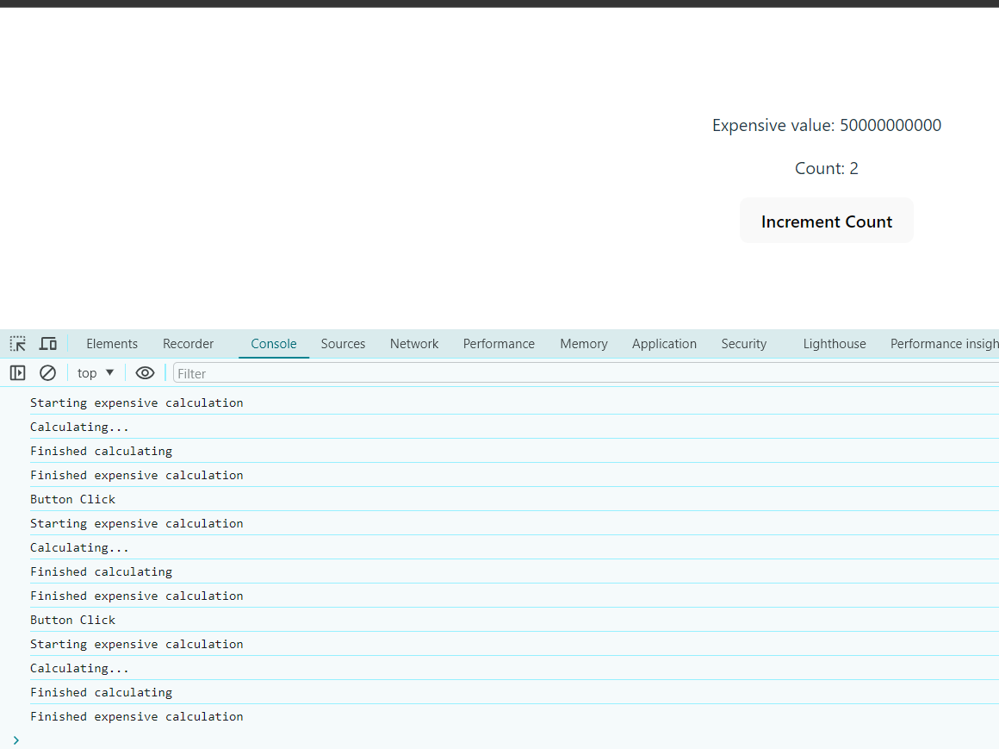 Expensive value: 50000000000
Count: 2
Increment Count
Elements Recorder Console Sources Network Performance Memory Application Security Lighthouse Performance insigh
top ▼ Filter
Starting expensive calculation
Calculating...
Finished calculating
Finished expensive calculation
Button Click
Starting expensive calculation
Calculating...
Finished calculating
Finished expensive calculation
Button Click
Starting expensive calculation
Calculating...
Finished calculating
Finished expensive calculation